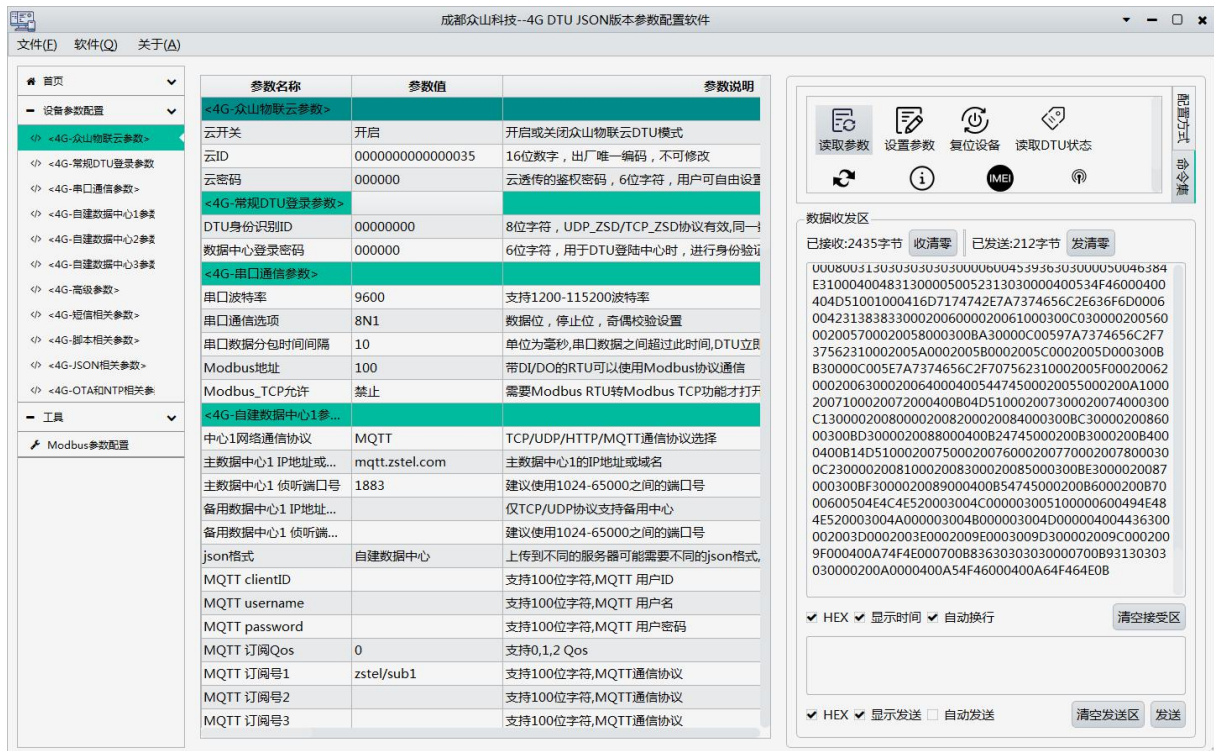 成都众山科技--4G DTU JSON版本参数配置软件
文件(F) 软件(Q) 关于(A)
首页
设备参数配置
<4G-众山物联云参数>
<4G-常规DTU登录参数
<4G-串口通信参数>
<4G-自建数据中心1参数
<4G-自建数据中心2参数
<4G-自建数据中心3参数
<4G-高级参数>
<4G-短信相关参数>
<4G-脚本相关参数>
<4G-JSON相关参数>
<4G-OTA和NTP相关参
工具
Modbus参数配置
参数名称 参数值 参数说明
<4G-众山物联云参数>
云开关 开启 开启或关闭众山物联云DTU模式
云ID 0000000000000035 16位数字，出厂唯一编码，不可修改
云密码 000000 云透传的鉴权密码，6位字符，用户可自由设置
<4G-常规DTU登录参数>
DTU身份识别ID 00000000 8位字符，UDP_ZSD/TCP_ZSD协议有效,同一
数据中心登录密码 000000 6位字符，用于DTU登陆中心时，进行身份验证
<4G-串口通信参数>
串口波特率 9600 支持1200-115200波特率
串口通信选项 8N1 数据位，停止位，奇偶校验设置
串口数据分包时间间隔 10 单位为毫秒,串口数据之间超过此时间,DTU立即
Modbus地址 100 带DI/DO的RTU可以使用Modbus协议通信
Modbus_TCP允许 禁止 需要Modbus RTU转Modbus TCP功能才打开
<4G-自建数据中心1参...
中心1网络通信协议 MQTT TCP/UDP/HTTP/MQTT通信协议选择
主数据中心1 IP地址或... mqtt.zstel.com 主数据中心1的IP地址或域名
主数据中心1 侦听端口号 1883 建议使用1024-65000之间的端口号
备用数据中心1 IP地址... 仅TCP/UDP协议支持备用中心
备用数据中心1 侦听端... 建议使用1024-65000之间的端口号
json格式 自建数据中心 上传到不同的服务器可能需要不同的json格式,
MQTT clientID 支持100位字符,MQTT 用户ID
MQTT username 支持100位字符,MQTT 用户名
MQTT password 支持100位字符,MQTT 用户密码
MQTT 订阅Qos 0 支持0,1,2 Qos
MQTT 订阅号1 zstel/sub1 支持100位字符,MQTT通信协议
MQTT 订阅号2 支持100位字符,MQTT通信协议
MQTT 订阅号3 支持100位字符,MQTT通信协议
读取参数 设置参数 复位设备 读取DTU状态
IMEI
配置方式
命令集
数据收发区
已接收:2435字节 收清零 已发送:212字节 发清零
00080031303030303030000600453936303000050046384
E31000400483130000500523130300004 00534F46000400
404D51001000416D7174742E7A7374656C2E636F6D0006
00423138383300020060000020061000300C030000200560
002005700020058000300BA30000C00597A7374656C2F7
37562310002005A0002005B0002005C0002005D000300B
B30000C005E7A7374656C2F707562310002005F00020062
0002006300020064000400544745000020055000200A1000
200710002007200040 0B04D51000200730002007 4000300
C13000020080000200820002008400 0300BC30000200860
00300BD3000020088000400B24745000200B3000200B400
0400B14D5100020075000200760002007700020078000 30
0C230000200810002008300020085000300BE3000020087
000300BF300002008900040 0B54745000200B6000200B70
00600504E4C4E520003004C000003005100000600494E48
4E520003004A000003004B000003004D000004004436300
002003D0002003E0002009E0003009D300002009C000200
9F000400A74F4E000700B83630303030000700B93130303
030000200A0000400A54F46000400A64F464E0B
HEX 显示时间 自动换行 清空接受区
HEX 显示发送 自动发送 清空发送区 发送